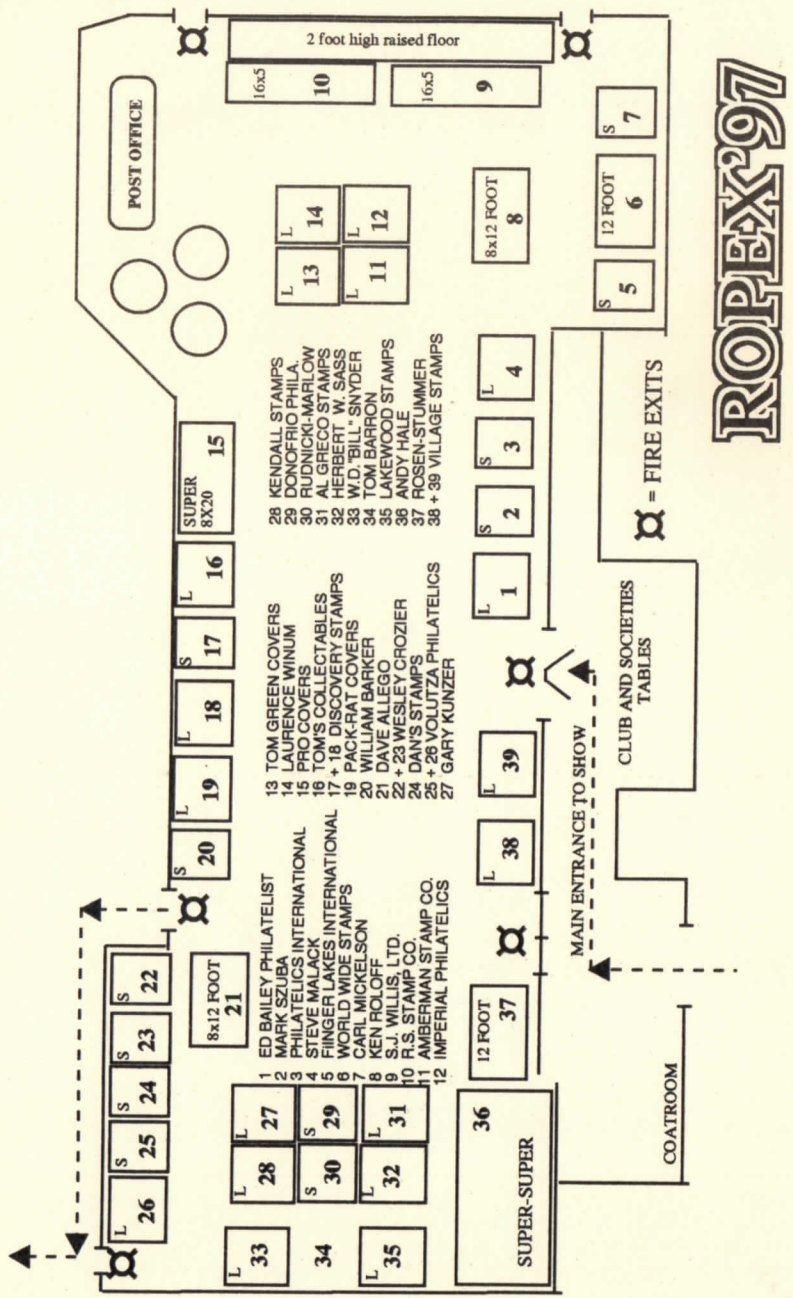 ROPEX'97
POST OFFICE
2 foot high raised floor
16x5
10
16x5
9
L
14
L
12
L
13
L
11
8x12 FOOT
8
S
7
12 FOOT
6
S
5
SUPER
8X20
15
L
16
S
17
L
18
L
19
S
20
L
4
S
3
S
2
L
1
S
22
S
23
S
24
S
25
L
26
8x12 FOOT
21
L
27
L
28
S
29
S
30
L
31
L
32
L
33
34
L
35
36
SUPER-SUPER
12 FOOT
37
L
38
L
39
1 ED BAILEY PHILATELIST
2 MARK SZUBA
3 PHILATELICS INTERNATIONAL
4 STEVE MALACK
5 FIINGER LAKES INTERNATIONAL
6 WORLD WIDE STAMPS
7 CARL MICKELSON
8 KEN ROLOFF
9 S.J. WILLIS, LTD.
10 R.S. STAMP CO.
11 AMBERMAN STAMP CO.
12 IMPERIAL PHILATELICS
13 TOM GREEN COVERS
14 LAURENCE WINUM
15 PRO COVERS
16 TOM'S COLLECTABLES
17 + 18 DISCOVERY STAMPS
19 PACK-RAT COVERS
20 WILLIAM BARKER
21 DAVE ALLEGO
22 + 23 WESLEY CROZIER
24 DAN'S STAMPS
25 + 26 VOLUTZA PHILATELICS
27 GARY KUNZER
28 KENDALL STAMPS
29 DONOFRIO PHILA.
30 RUDNICKI-MARLOW
31 AL GRECO STAMPS
32 HERBERT W. SASS
33 W.D. "BILL" SNYDER
34 TOM BARRON
35 LAKEWOOD STAMPS
36 ANDY HALE
37 ROSEN-STUMMER
38 + 39 VILLAGE STAMPS
MAIN ENTRANCE TO SHOW
CLUB AND SOCIETIES
TABLES
= FIRE EXITS
COATROOM